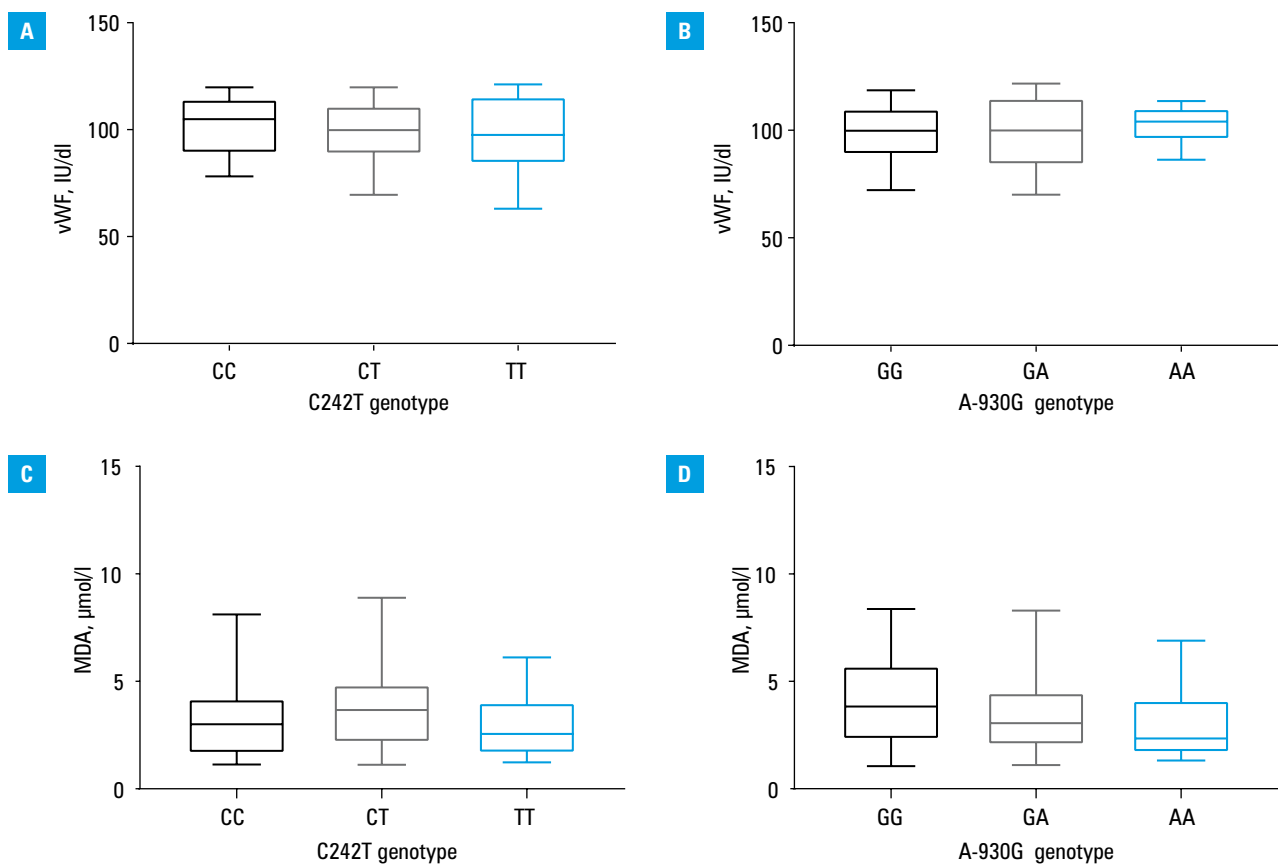 A
vWF, IU/dl
150
100
50
0
CC CT TT
C242T genotype
B
vWF, IU/dl
150
100
50
0
GG GA AA
A-930G genotype
C
MDA, µmol/l
15
10
5
0
CC CT TT
C242T genotype
D
MDA, µmol/l
15
10
5
0
GG GA AA
A-930G genotype